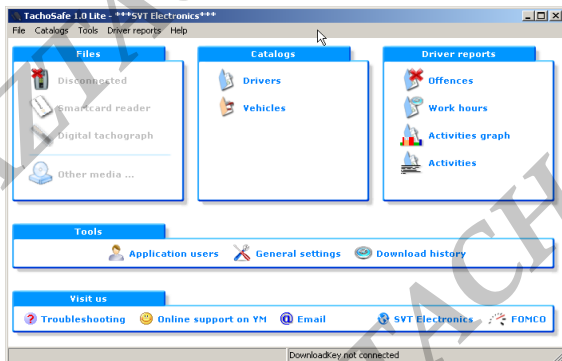 TachoSafe 1.0 Lite - ***SVT Electronics***
File Catalogs Tools Driver reports Help
Files
Disconnected
Smartcard reader
Digital tachograph
Other media ...
Catalogs
Drivers
Vehicles
Driver reports
Offences
Work hours
Activities graph
Activities
Tools
Application users General settings Download history
Visit us
Troubleshooting Online support on YM Email SVT Electronics FOMCO
DownloadKey not connected